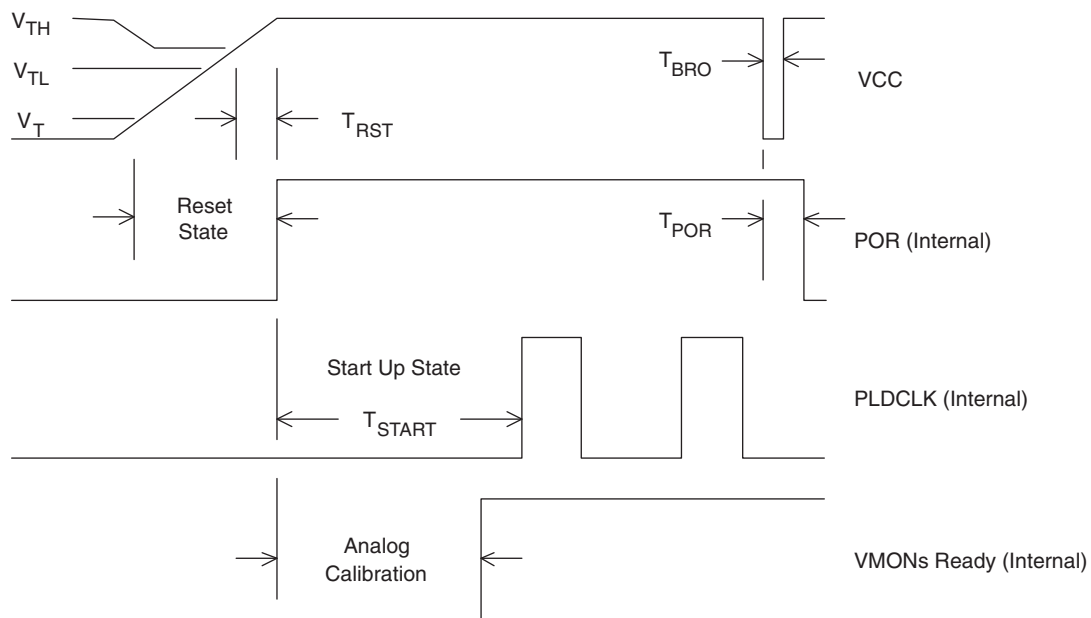 VTH
VTL
VT
TRST
TBRO
VCC
Reset
State
TPOR
POR (Internal)
Start Up State
TSTART
PLDCLK (Internal)
Analog
Calibration
VMONs Ready (Internal)